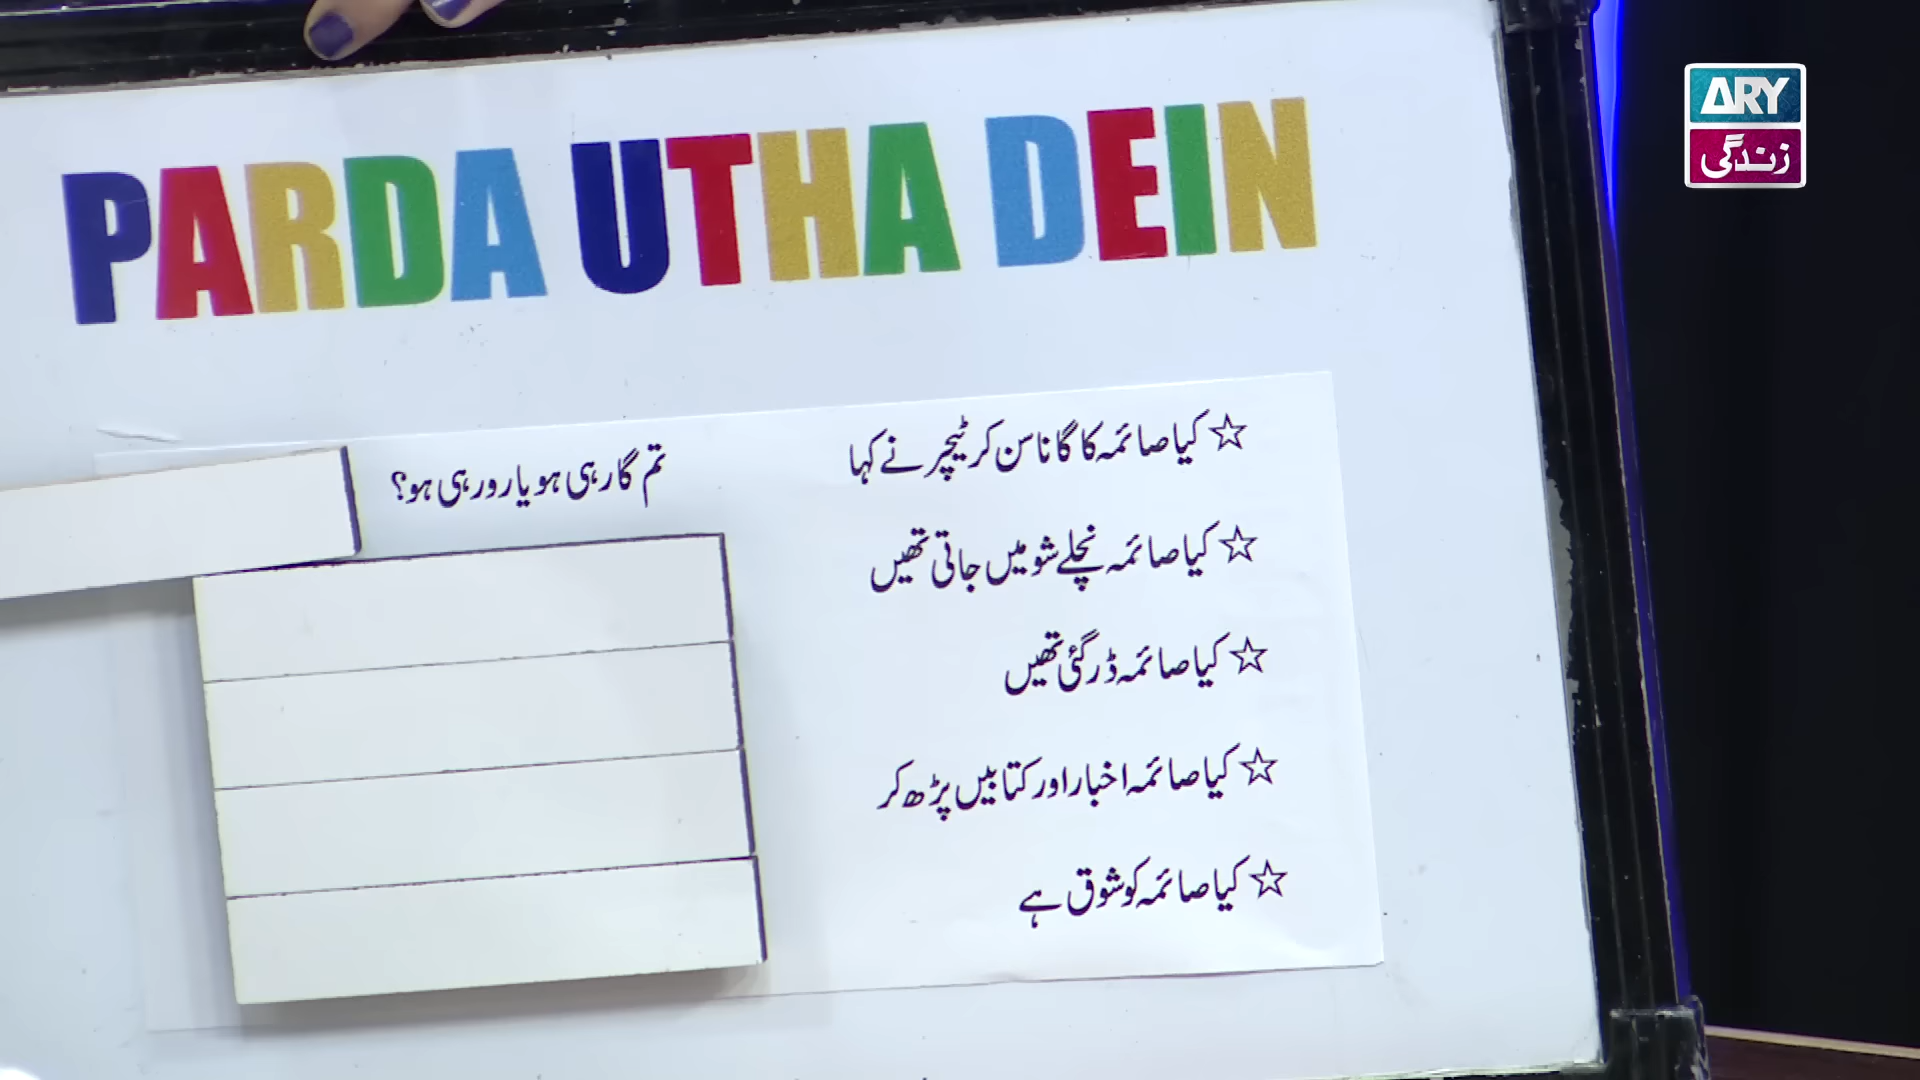 ARY
زندگی
PARDA UTHA DEIN
☆ کیا صائمہ کا گانا سن کر ٹیچر نے کہا تم گا رہی ہو یا رو رہی ہو؟
☆ کیا صائمہ نچلے شو میں جاتی تھیں
☆ کیا صائمہ ڈر گئی تھیں
☆ کیا صائمہ اخبار اور کتابیں پڑھ کر
☆ کیا صائمہ کو شوق ہے